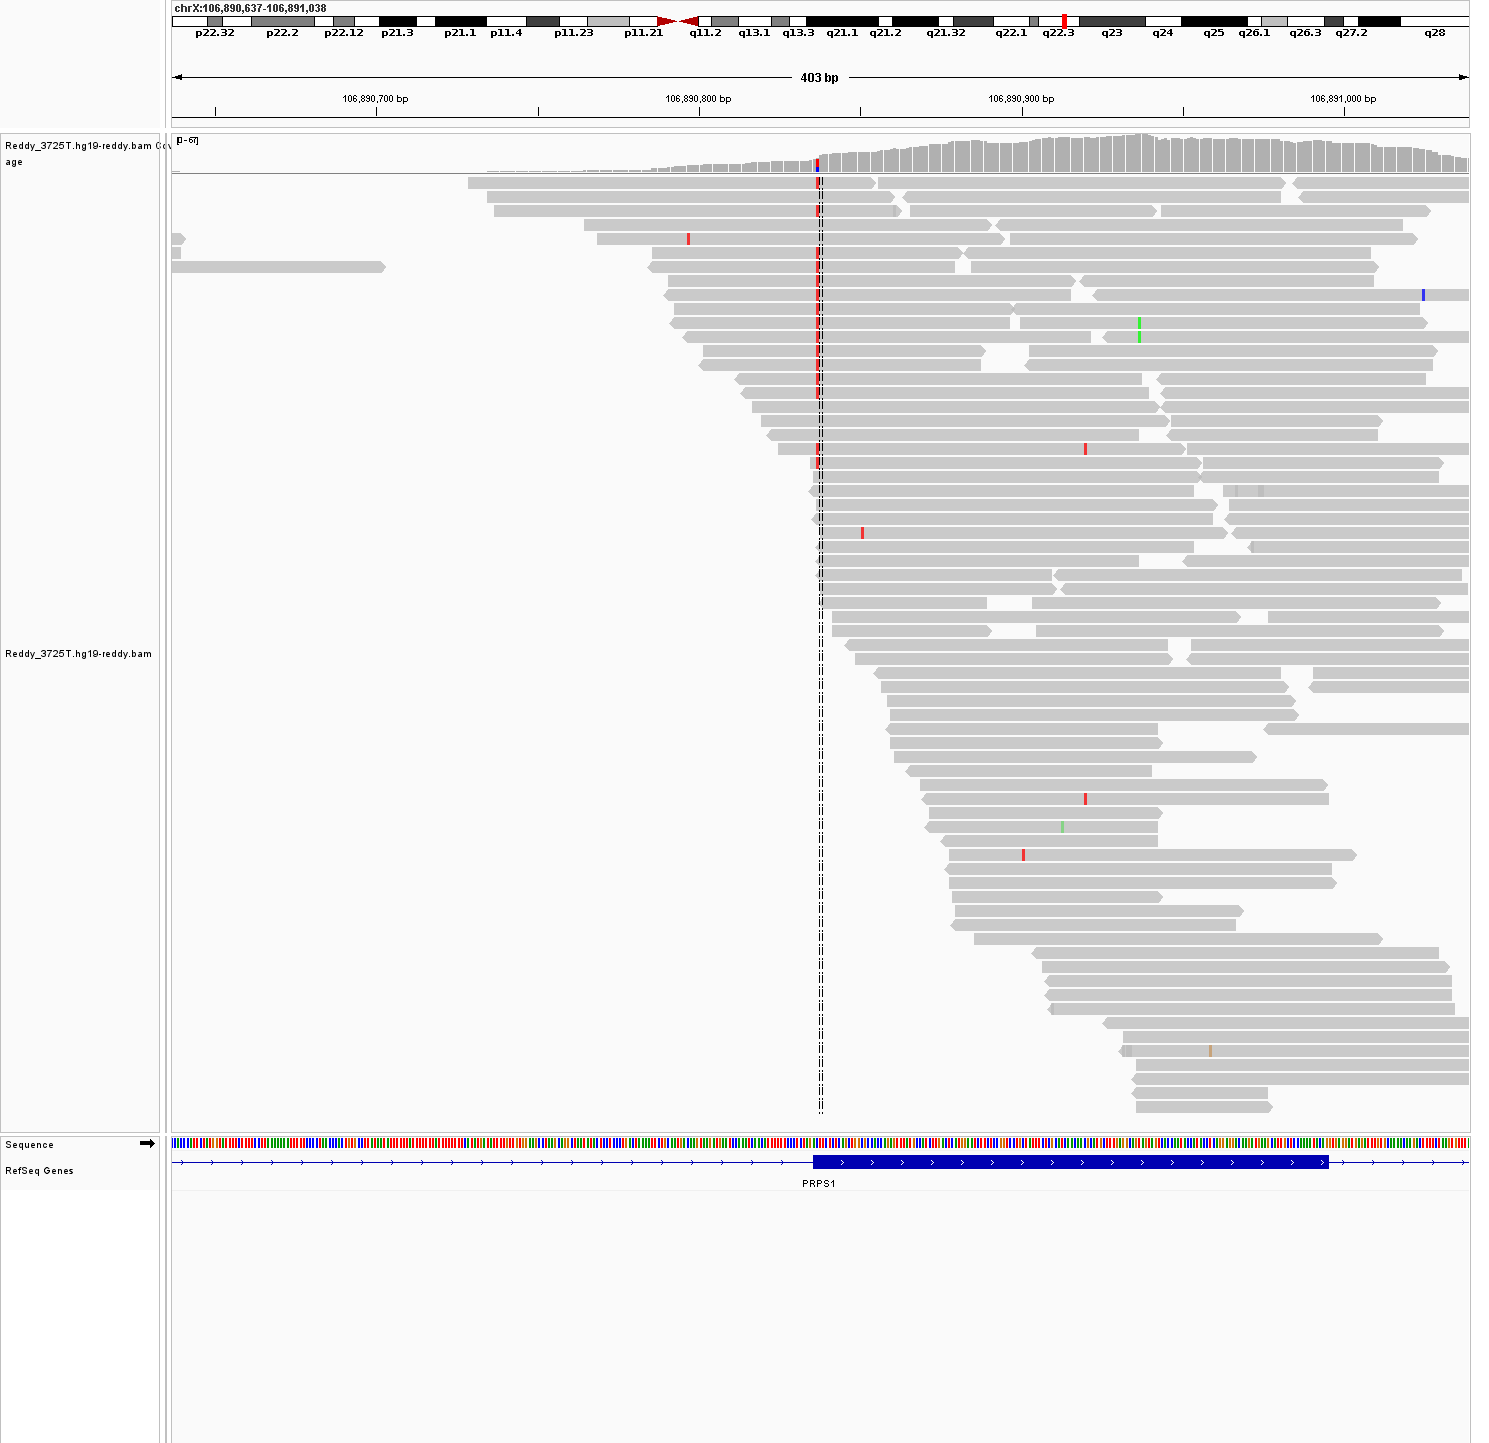 chrX:106,890,637-106,891,038
p22.32 p22.2 p22.12 p21.3 p21.1 p11.4 p11.23 p11.21 q11.2 q13.1 q13.3 q21.1 q21.2 q21.32 q22.1 q22.3 q23 q24 q25 q26.1 q26.3 q27.2 q28
403 bp
106,890,700 bp 106,890,800 bp 106,890,900 bp 106,891,000 bp
[0 - 67]
Reddy_3725T.hg19-reddy.bam Cov
age
Reddy_3725T.hg19-reddy.bam
Sequence
RefSeq Genes
PRPS1